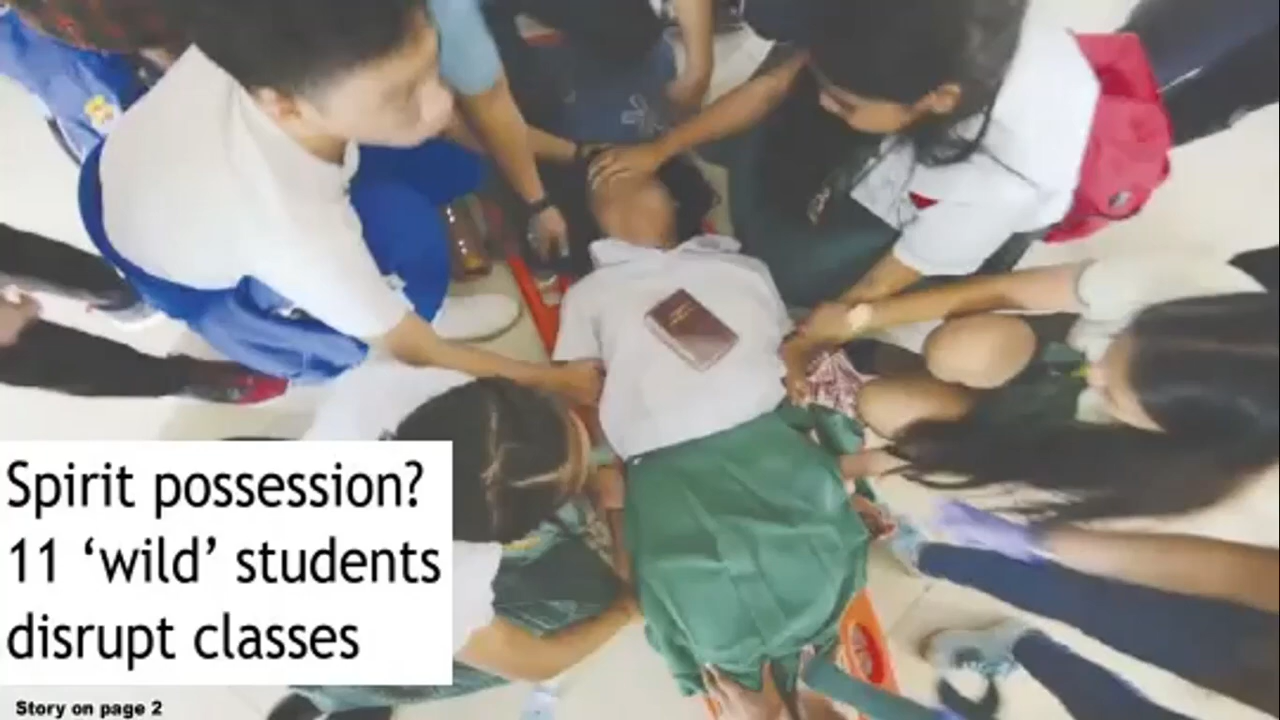 Spirit possession?
11 ‘wild’ students
disrupt classes
Story on page 2